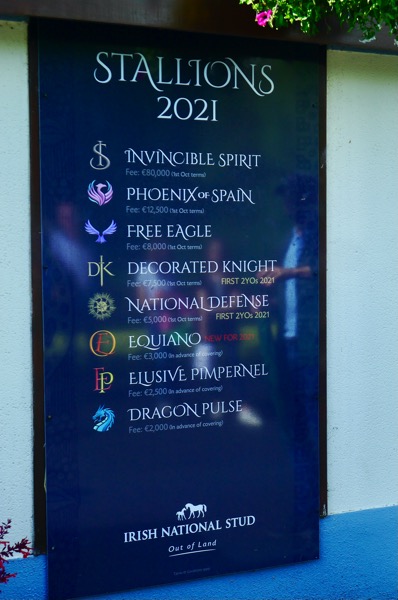 STALLIONS
2021
INVINCIBLE SPIRIT
Fee: €80,000 (1st Oct terms)
PHOENIX OF SPAIN
Fee: €12,500 (1st Oct terms)
FREE EAGLE
Fee: €8,000 (1st Oct terms)
DK DECORATED KNIGHT
Fee: €7,500 (1st Oct terms) FIRST 2YOs 2021
NATIONAL DEFENSE
Fee: €5,000 (1st Oct terms) FIRST 2YOs 2021
E EQUIANO NEW FOR 2021
Fee: €3,000 (in advance of covering)
EP ELUSIVE PIMPERNEL
Fee: €2,500 (in advance of covering)
DRAGON PULSE
Fee: €2,000 (in advance of covering)
IRISH NATIONAL STUD
Out of Land